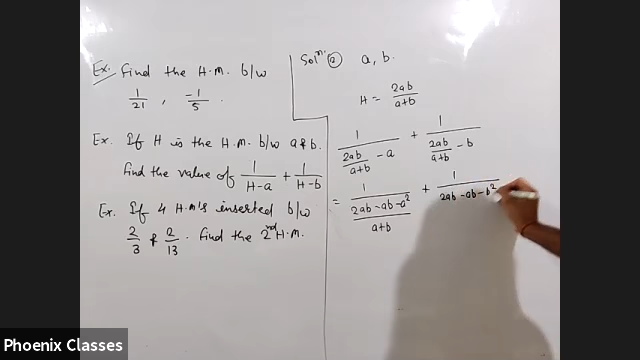 Ex. Find the H.M. b/w
1/21 , -1/5 .
Ex. If H is the H.M. b/w a & b.
find the value of 1/(H-a) + 1/(H-b)
Ex. If 4 H.M's inserted b/w
2/3 & 2/13 . find the 2nd H.M.
Solⁿ. ② a, b.
H = 2ab/(a+b)
1/(2ab/(a+b) - a) + 1/(2ab/(a+b) - b)
= 1/((2ab - ab - a²)/(a+b)) + 1/(2ab - ab - b²
Phoenix Classes